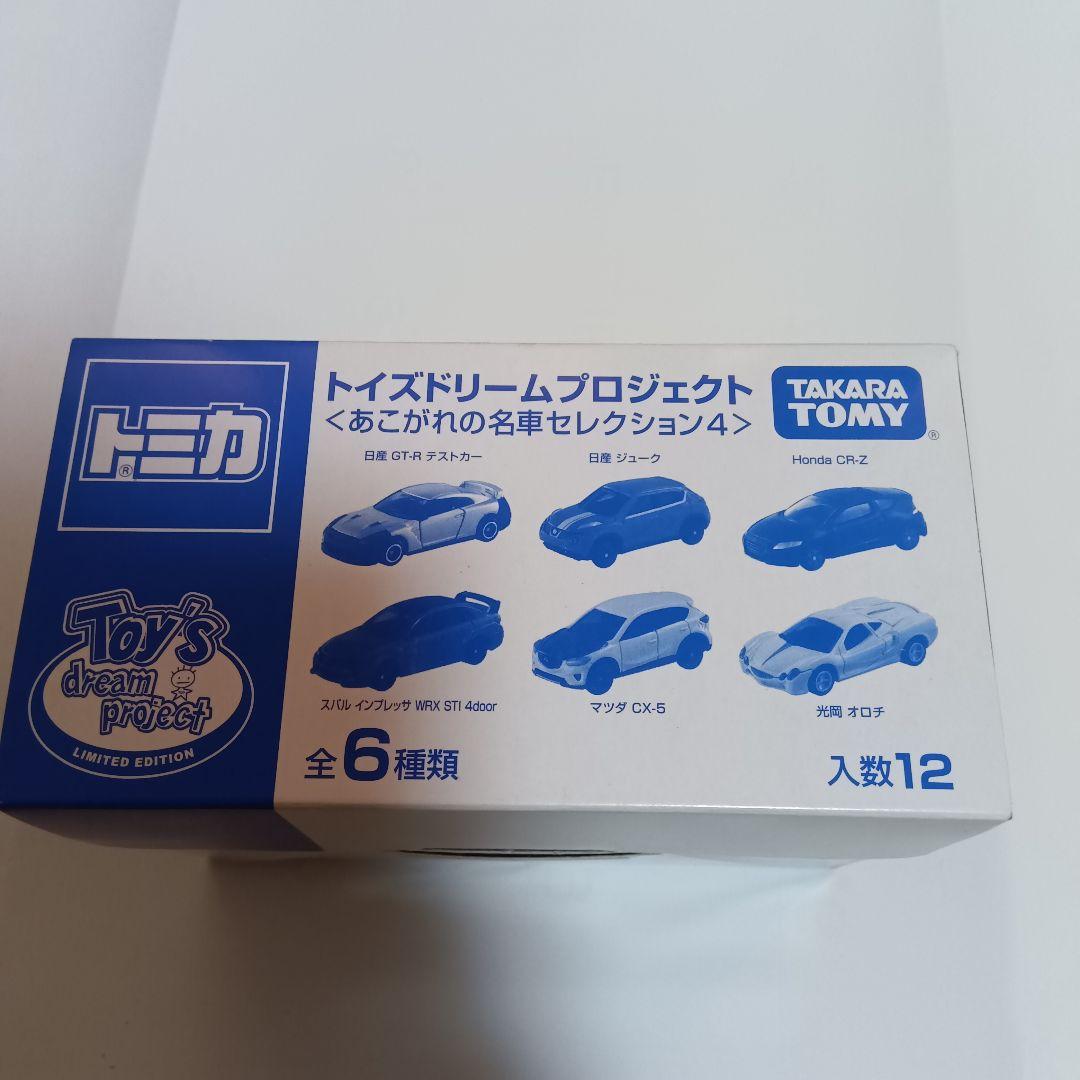 トミカ®
Toy's
dream
project
LIMITED EDITION
トイズドリームプロジェクト
<あこがれの名車セレクション4>
TAKARA
TOMY®
日産 GT-R テストカー
日産 ジューク
Honda CR-Z
スバル インプレッサ WRX STI 4door
マツダ CX-5
光岡 オロチ
全6種類
入数12